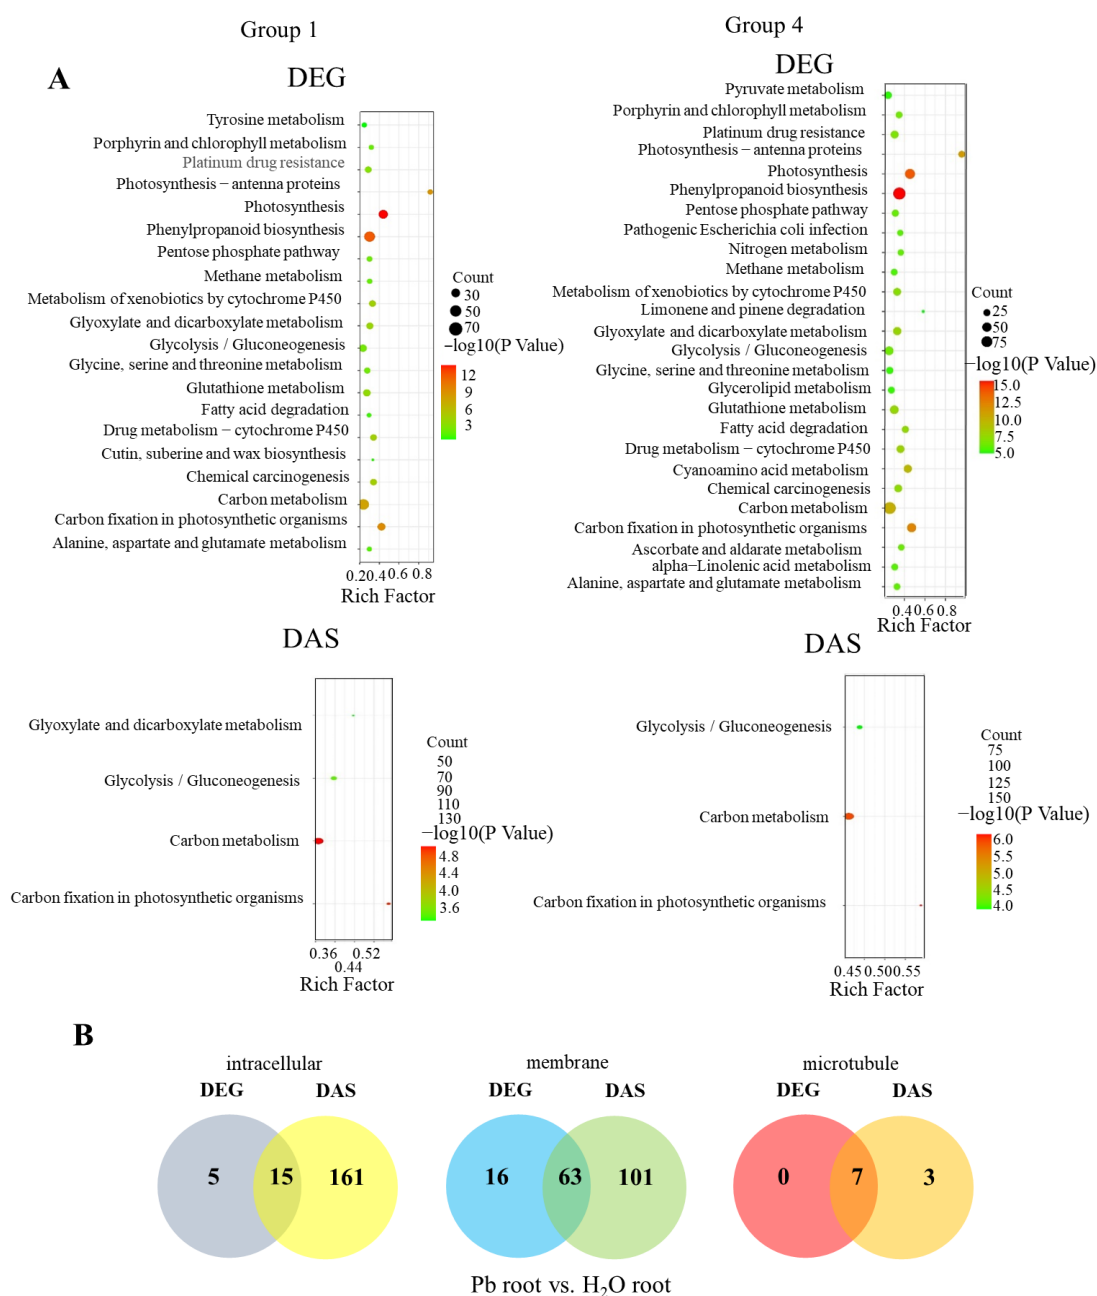 Group 1
Group 4
A
DEG
Tyrosine metabolism
Porphyrin and chlorophyll metabolism
Platinum drug resistance
Photosynthesis − antenna proteins
Photosynthesis
Phenylpropanoid biosynthesis
Pentose phosphate pathway
Methane metabolism
Metabolism of xenobiotics by cytochrome P450
Glyoxylate and dicarboxylate metabolism
Glycolysis / Gluconeogenesis
Glycine, serine and threonine metabolism
Glutathione metabolism
Fatty acid degradation
Drug metabolism − cytochrome P450
Cutin, suberine and wax biosynthesis
Chemical carcinogenesis
Carbon metabolism
Carbon fixation in photosynthetic organisms
Alanine, aspartate and glutamate metabolism
0.2 0.4 0.6 0.8
Rich Factor
Count
30
50
70
−log10(P Value)
12
9
6
3
DEG
Pyruvate metabolism
Porphyrin and chlorophyll metabolism
Platinum drug resistance
Photosynthesis − antenna proteins
Photosynthesis
Phenylpropanoid biosynthesis
Pentose phosphate pathway
Pathogenic Escherichia coli infection
Nitrogen metabolism
Methane metabolism
Metabolism of xenobiotics by cytochrome P450
Limonene and pinene degradation
Glyoxylate and dicarboxylate metabolism
Glycolysis / Gluconeogenesis
Glycine, serine and threonine metabolism
Glycerolipid metabolism
Glutathione metabolism
Fatty acid degradation
Drug metabolism − cytochrome P450
Cyanoamino acid metabolism
Chemical carcinogenesis
Carbon metabolism
Carbon fixation in photosynthetic organisms
Ascorbate and aldarate metabolism
alpha−Linolenic acid metabolism
Alanine, aspartate and glutamate metabolism
0.4 0.6 0.8
Rich Factor
Count
25
50
75
−log10(P Value)
15.0
12.5
10.0
7.5
5.0
DAS
Glyoxylate and dicarboxylate metabolism
Glycolysis / Gluconeogenesis
Carbon metabolism
Carbon fixation in photosynthetic organisms
0.36 0.52
0.44
Rich Factor
Count
50
70
90
110
130
−log10(P Value)
4.8
4.4
4.0
3.6
DAS
Glycolysis / Gluconeogenesis
Carbon metabolism
Carbon fixation in photosynthetic organisms
0.45 0.50 0.55
Rich Factor
Count
75
100
125
150
−log10(P Value)
6.0
5.5
5.0
4.5
4.0
B
intracellular
DEG DAS
5 15 161
membrane
DEG DAS
16 63 101
microtubule
DEG DAS
0 7 3
Pb root vs. H₂O root